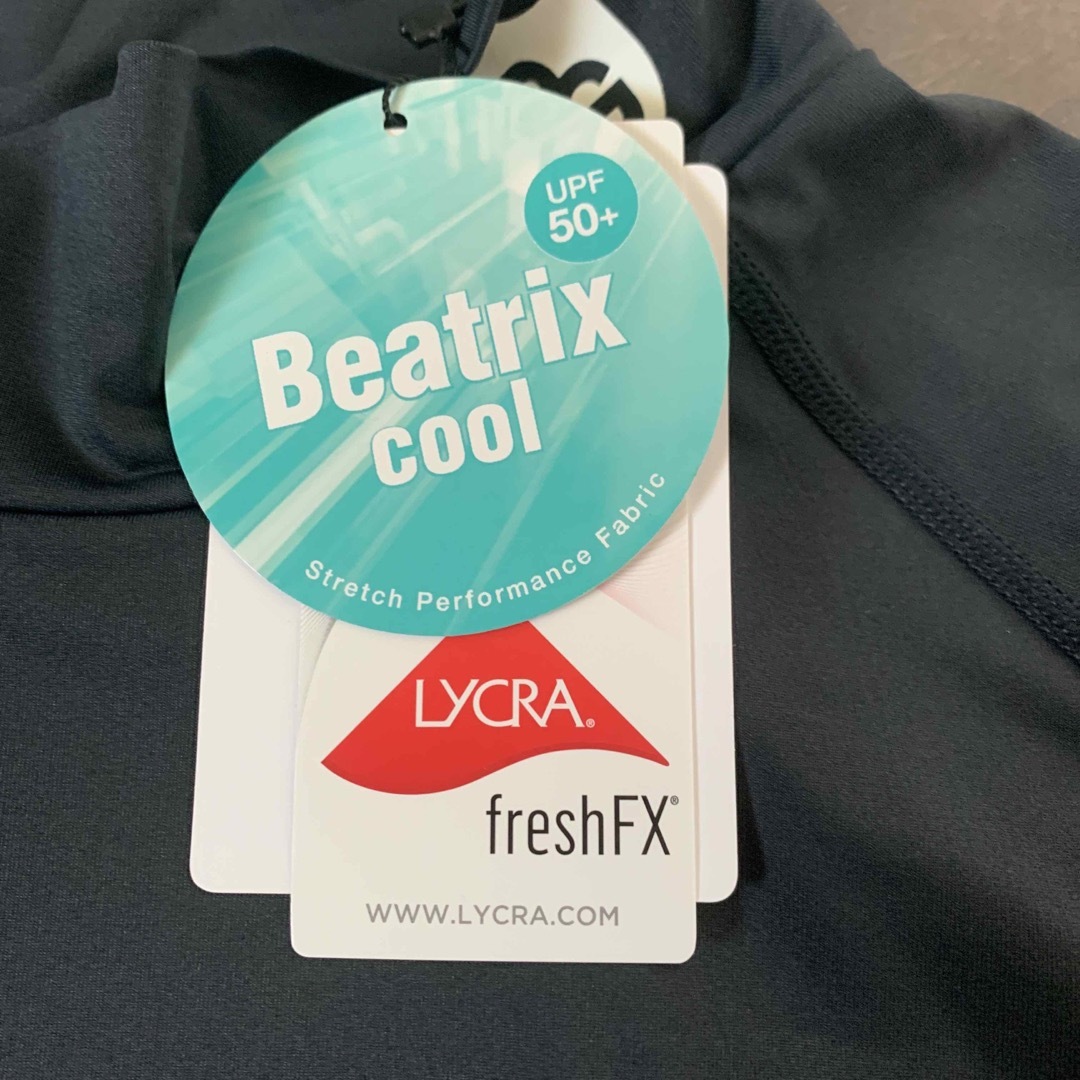 UPF
50+
Beatrix
cool
Stretch Performance Fabric
LYCRA®
freshFX®
WWW.LYCRA.COM